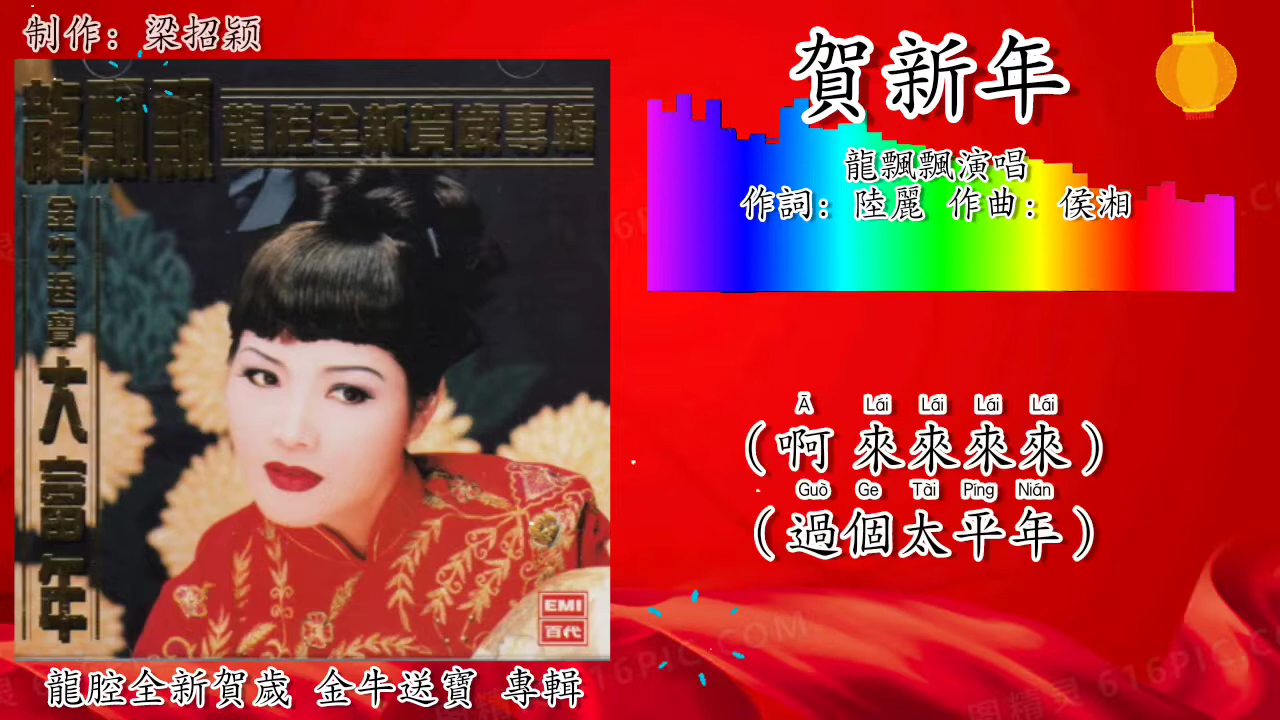 制作：梁招颖
龍飄飄
龍腔全新賀歲專輯
金牛送寶
大富年
EMI
百代
龍腔全新賀歲 金牛送寶 專輯
賀新年
龍飄飄演唱
作詞：陸麗 作曲：侯湘
Ā Lái Lái Lái Lái
（啊 來來來來）
Guò Ge Tài Píng Nián
（過個太平年）
616PIC.COM